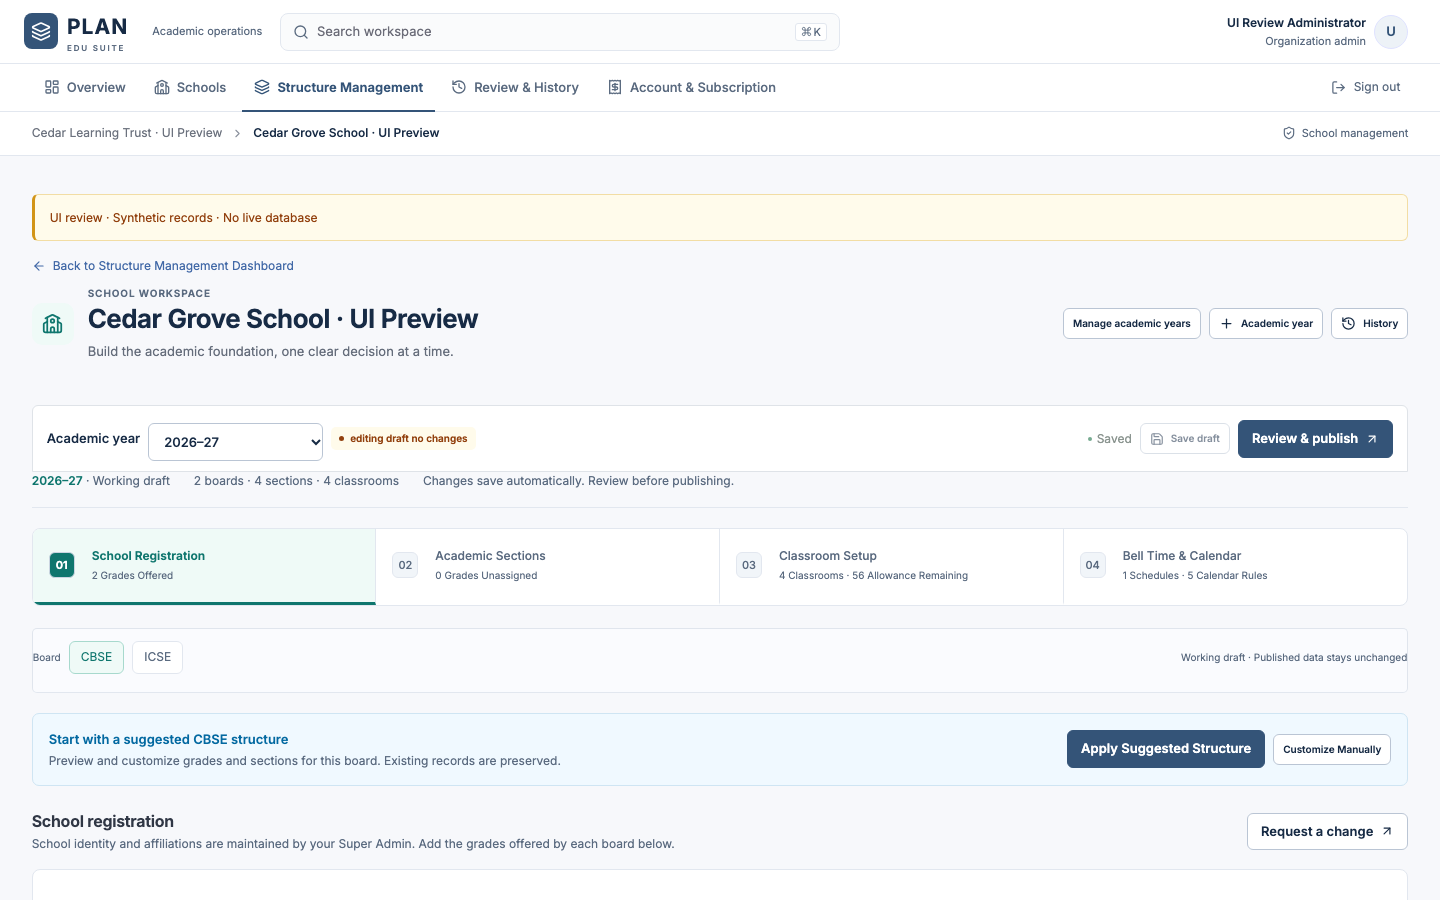 PLAN
EDU SUITE
Academic operations
Search workspace
⌘K
UI Review Administrator
Organization admin
U
Overview
Schools
Structure Management
Review & History
Account & Subscription
Sign out
Cedar Learning Trust · UI Preview
Cedar Grove School · UI Preview
School management
UI review · Synthetic records · No live database
Back to Structure Management Dashboard
SCHOOL WORKSPACE
Cedar Grove School · UI Preview
Build the academic foundation, one clear decision at a time.
Manage academic years
Academic year
History
Academic year
2026–27
editing draft no changes
Saved
Save draft
Review & publish
2026–27 · Working draft
2 boards · 4 sections · 4 classrooms
Changes save automatically. Review before publishing.
01
School Registration
2 Grades Offered
02
Academic Sections
0 Grades Unassigned
03
Classroom Setup
4 Classrooms · 56 Allowance Remaining
04
Bell Time & Calendar
1 Schedules · 5 Calendar Rules
Board
CBSE
ICSE
Working draft · Published data stays unchanged
Start with a suggested CBSE structure
Preview and customize grades and sections for this board. Existing records are preserved.
Apply Suggested Structure
Customize Manually
School registration
School identity and affiliations are maintained by your Super Admin. Add the grades offered by each board below.
Request a change